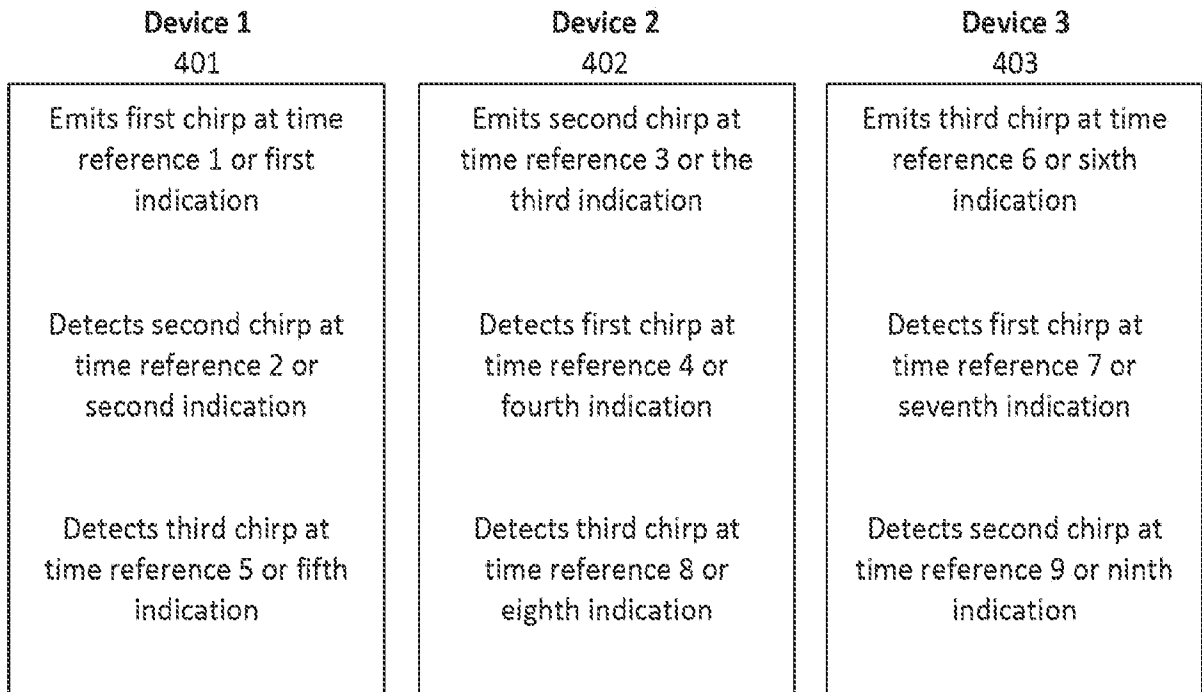 Device 1
401
Emits first chirp at time
reference 1 or first
indication
Detects second chirp at
time reference 2 or
second indication
Detects third chirp at
time reference 5 or fifth
indication
Device 2
402
Emits second chirp at
time reference 3 or the
third indication
Detects first chirp at
time reference 4 or
fourth indication
Detects third chirp at
time reference 8 or
eighth indication
Device 3
403
Emits third chirp at time
reference 6 or sixth
indication
Detects first chirp at
time reference 7 or
seventh indication
Detects second chirp at
time reference 9 or ninth
indication